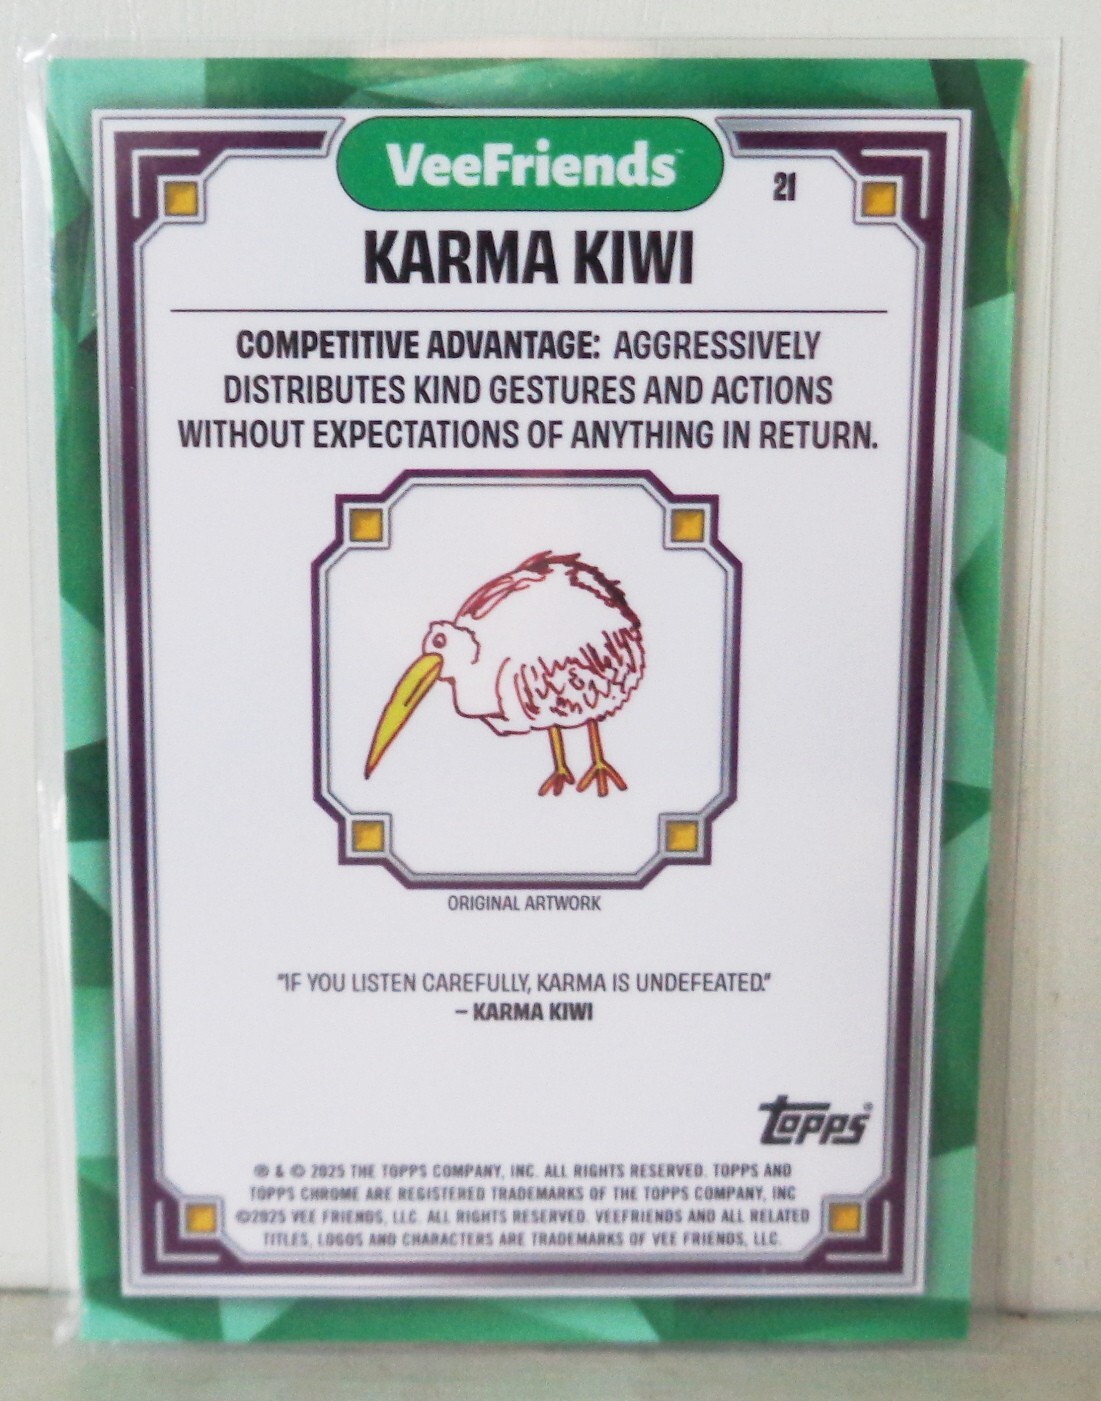 VeeFriends™
21
KARMA KIWI
COMPETITIVE ADVANTAGE: AGGRESSIVELY
DISTRIBUTES KIND GESTURES AND ACTIONS
WITHOUT EXPECTATIONS OF ANYTHING IN RETURN.
ORIGINAL ARTWORK
"IF YOU LISTEN CAREFULLY, KARMA IS UNDEFEATED."
– KARMA KIWI
topps®
® & © 2025 THE TOPPS COMPANY, INC. ALL RIGHTS RESERVED. TOPPS AND
TOPPS CHROME ARE REGISTERED TRADEMARKS OF THE TOPPS COMPANY, INC
©2025 VEE FRIENDS, LLC. ALL RIGHTS RESERVED. VEEFRIENDS AND ALL RELATED
TITLES, LOGOS AND CHARACTERS ARE TRADEMARKS OF VEE FRIENDS, LLC.